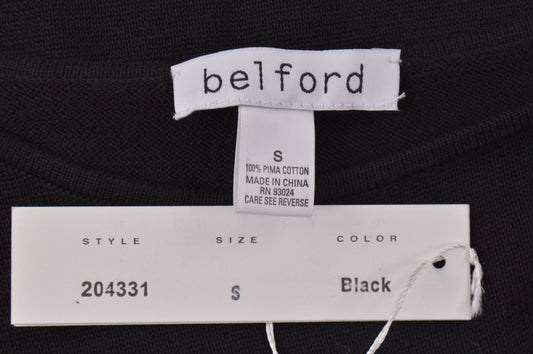 belford
S
100% PIMA COTTON
MADE IN CHINA
RN 93024
CARE SEE REVERSE
STYLE SIZE COLOR
204331 S Black